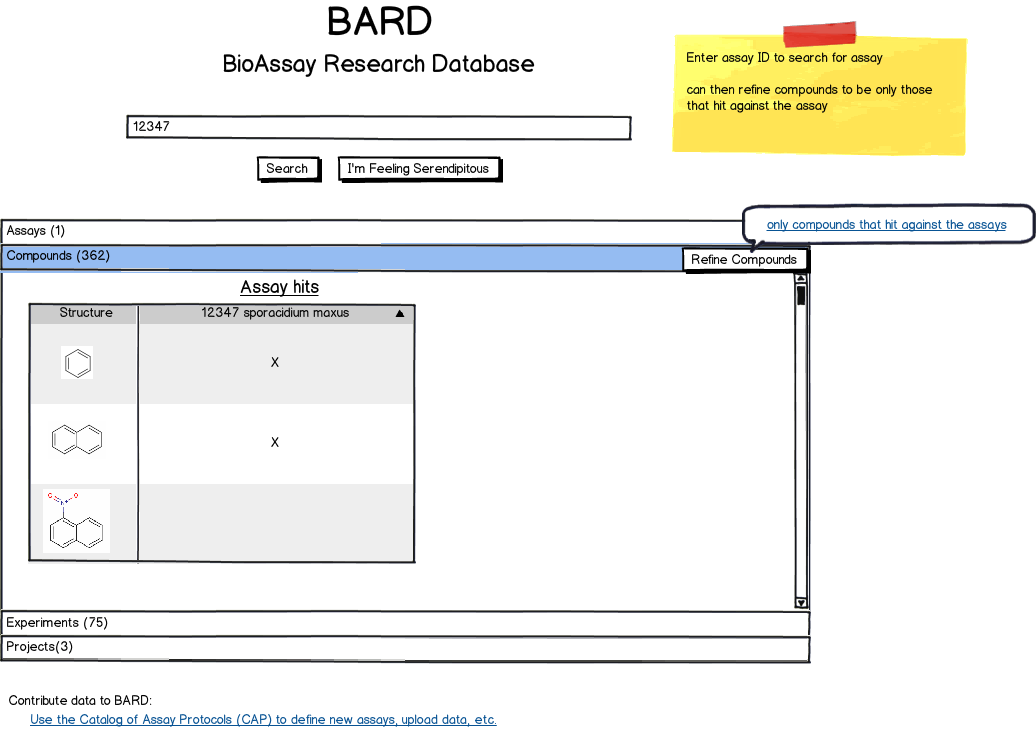 BARD
BioAssay Research Database
Enter assay ID to search for assay
can then refine compounds to be only those
that hit against the assay
12347
Search
I'm Feeling Serendipitous
only compounds that hit against the assays
Assays (1)
Compounds (362)
Refine Compounds
Assay hits
Structure
12347 sporacidium maxus
X
X
O
O
N+
Experiments (75)
Projects(3)
Contribute data to BARD:
Use the Catalog of Assay Protocols (CAP) to define new assays, upload data, etc.